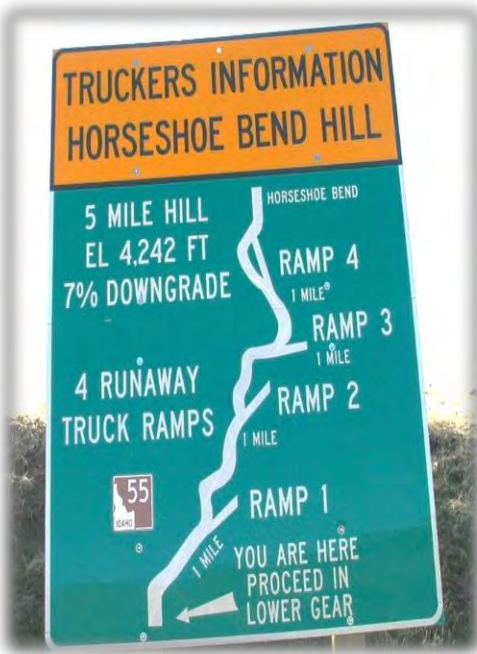 TRUCKERS INFORMATION
HORSESHOE BEND HILL
HORSESHOE BEND
5 MILE HILL
EL 4,242 FT
7% DOWNGRADE
RAMP 4
1 MILE
RAMP 3
1 MILE
4 RUNAWAY
TRUCK RAMPS
RAMP 2
1 MILE
55
IDAHO
RAMP 1
1 MILE
YOU ARE HERE
PROCEED IN
LOWER GEAR